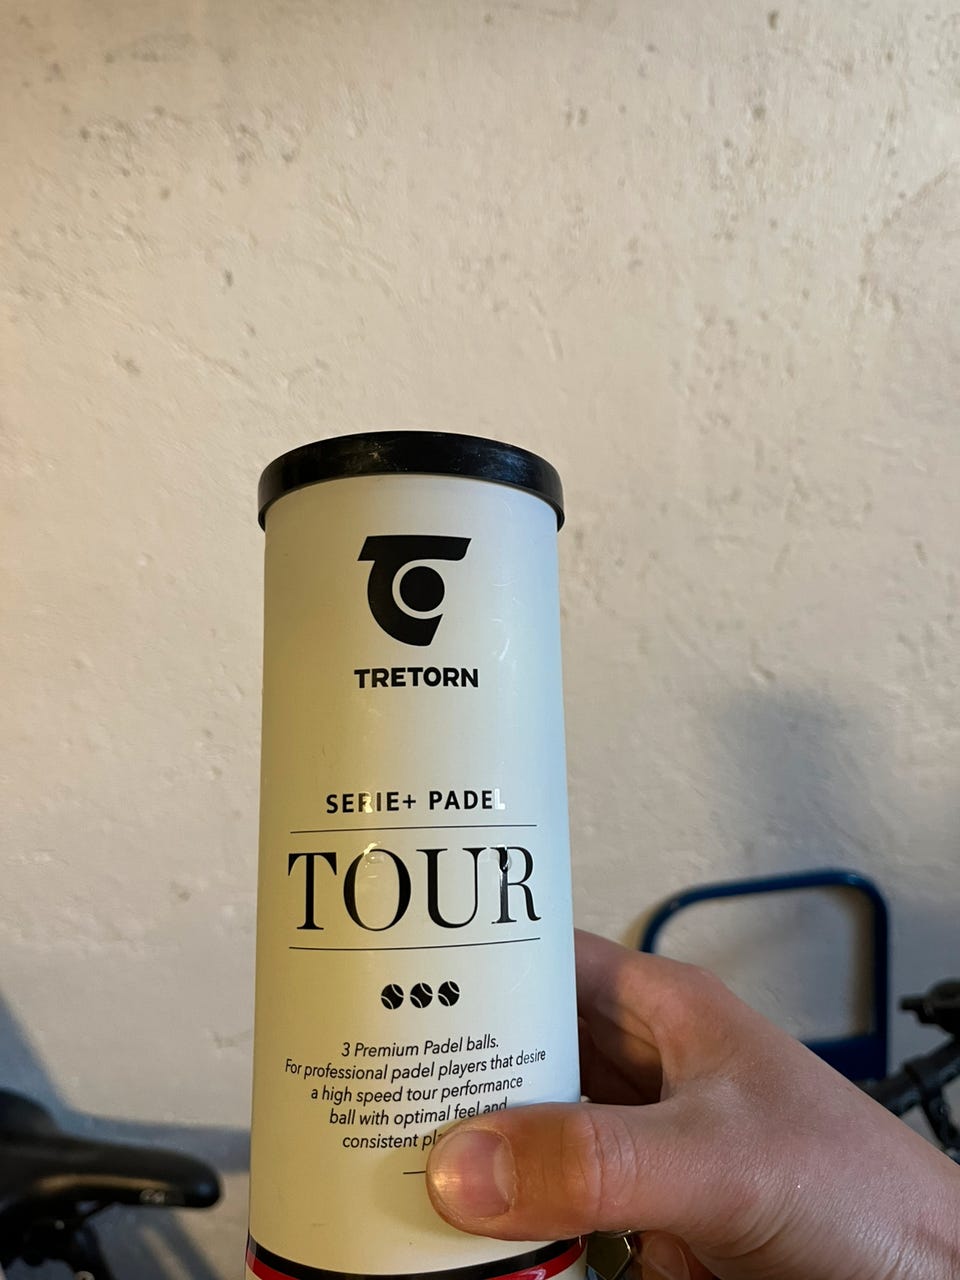 TRETORN
SERIE+ PADEL
TOUR
3 Premium Padel balls.
For professional padel players that desire
a high speed tour performance
ball with optimal feel and
consistent